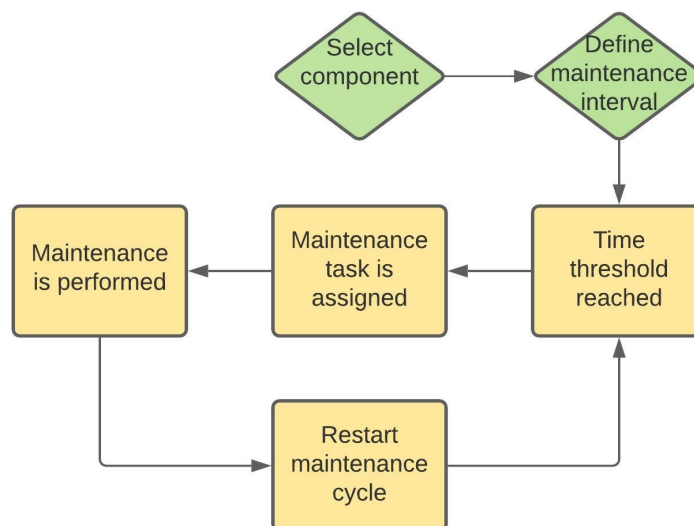 Select
component
Define
maintenance
interval
Maintenance
is performed
Maintenance
task is
assigned
Time
threshold
reached
Restart
maintenance
cycle